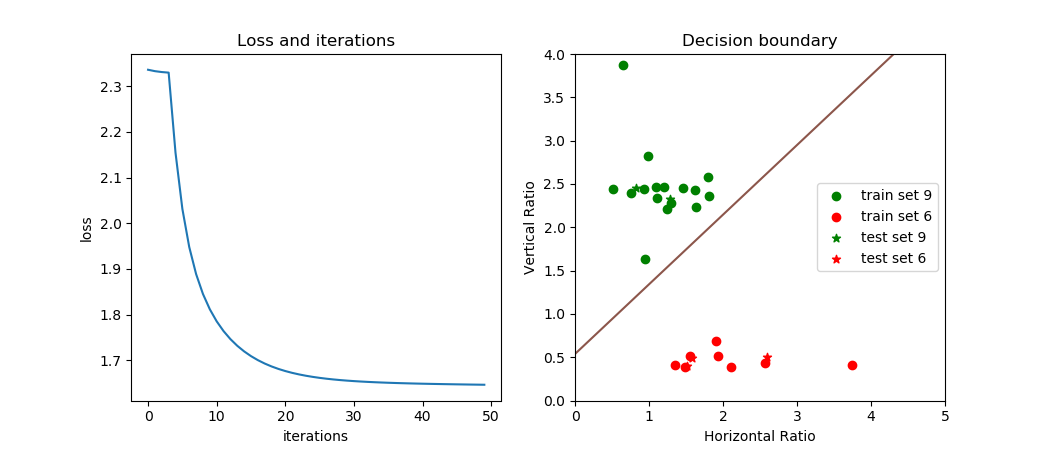 Loss and iterations
2.3
2.2
2.1
2.0
1.9
1.8
1.7
loss
0 10 20 30 40 50
iterations
Decision boundary
4.0
3.5
3.0
2.5
2.0
1.5
1.0
0.5
0.0
Vertical Ratio
train set 9
train set 6
test set 9
test set 6
0 1 2 3 4 5
Horizontal Ratio